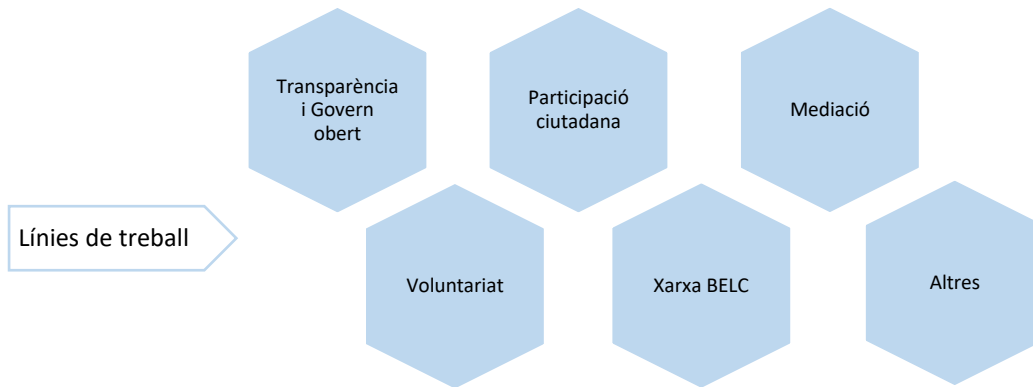 Transparència
i Govern
obert
Participació
ciutadana
Mediació
Línies de treball
Voluntariat
Xarxa BELC
Altres